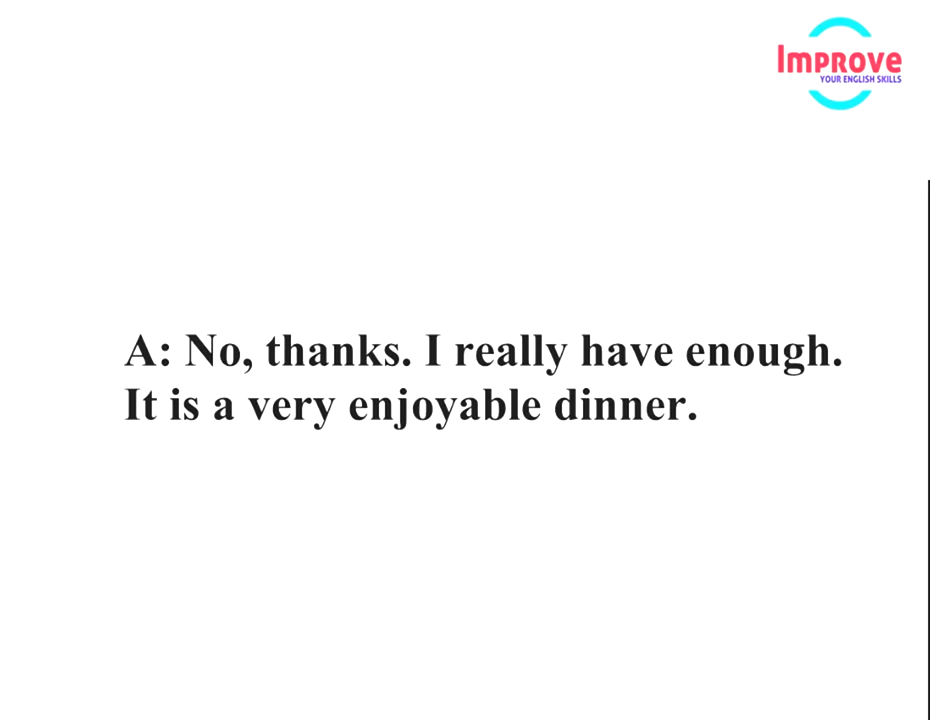 Improve
YOUR ENGLISH SKILLS
A: No, thanks. I really have enough.
It is a very enjoyable dinner.